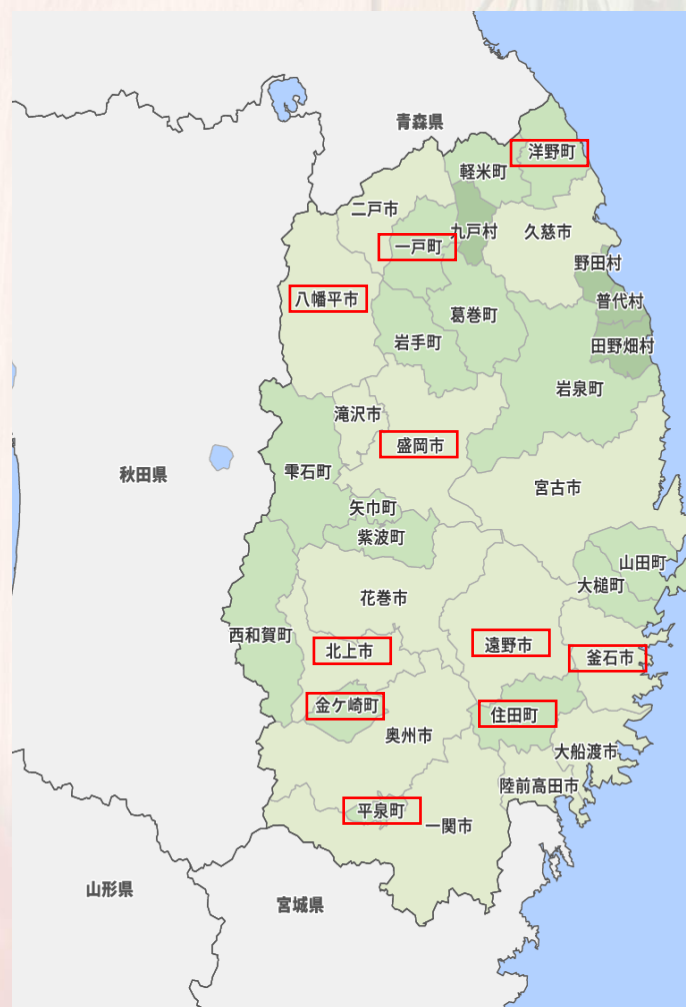 青森県
洋野町
軽米町
二戸市
九戸村
久慈市
一戸町
野田村
八幡平市
普代村
葛巻町
岩手町
田野畑村
岩泉町
滝沢市
盛岡市
秋田県
雫石町
宮古市
矢巾町
紫波町
山田町
大槌町
花巻市
西和賀町
遠野市
北上市
釜石市
金ケ崎町
住田町
奥州市
大船渡市
陸前高田市
平泉町
一関市
山形県
宮城県